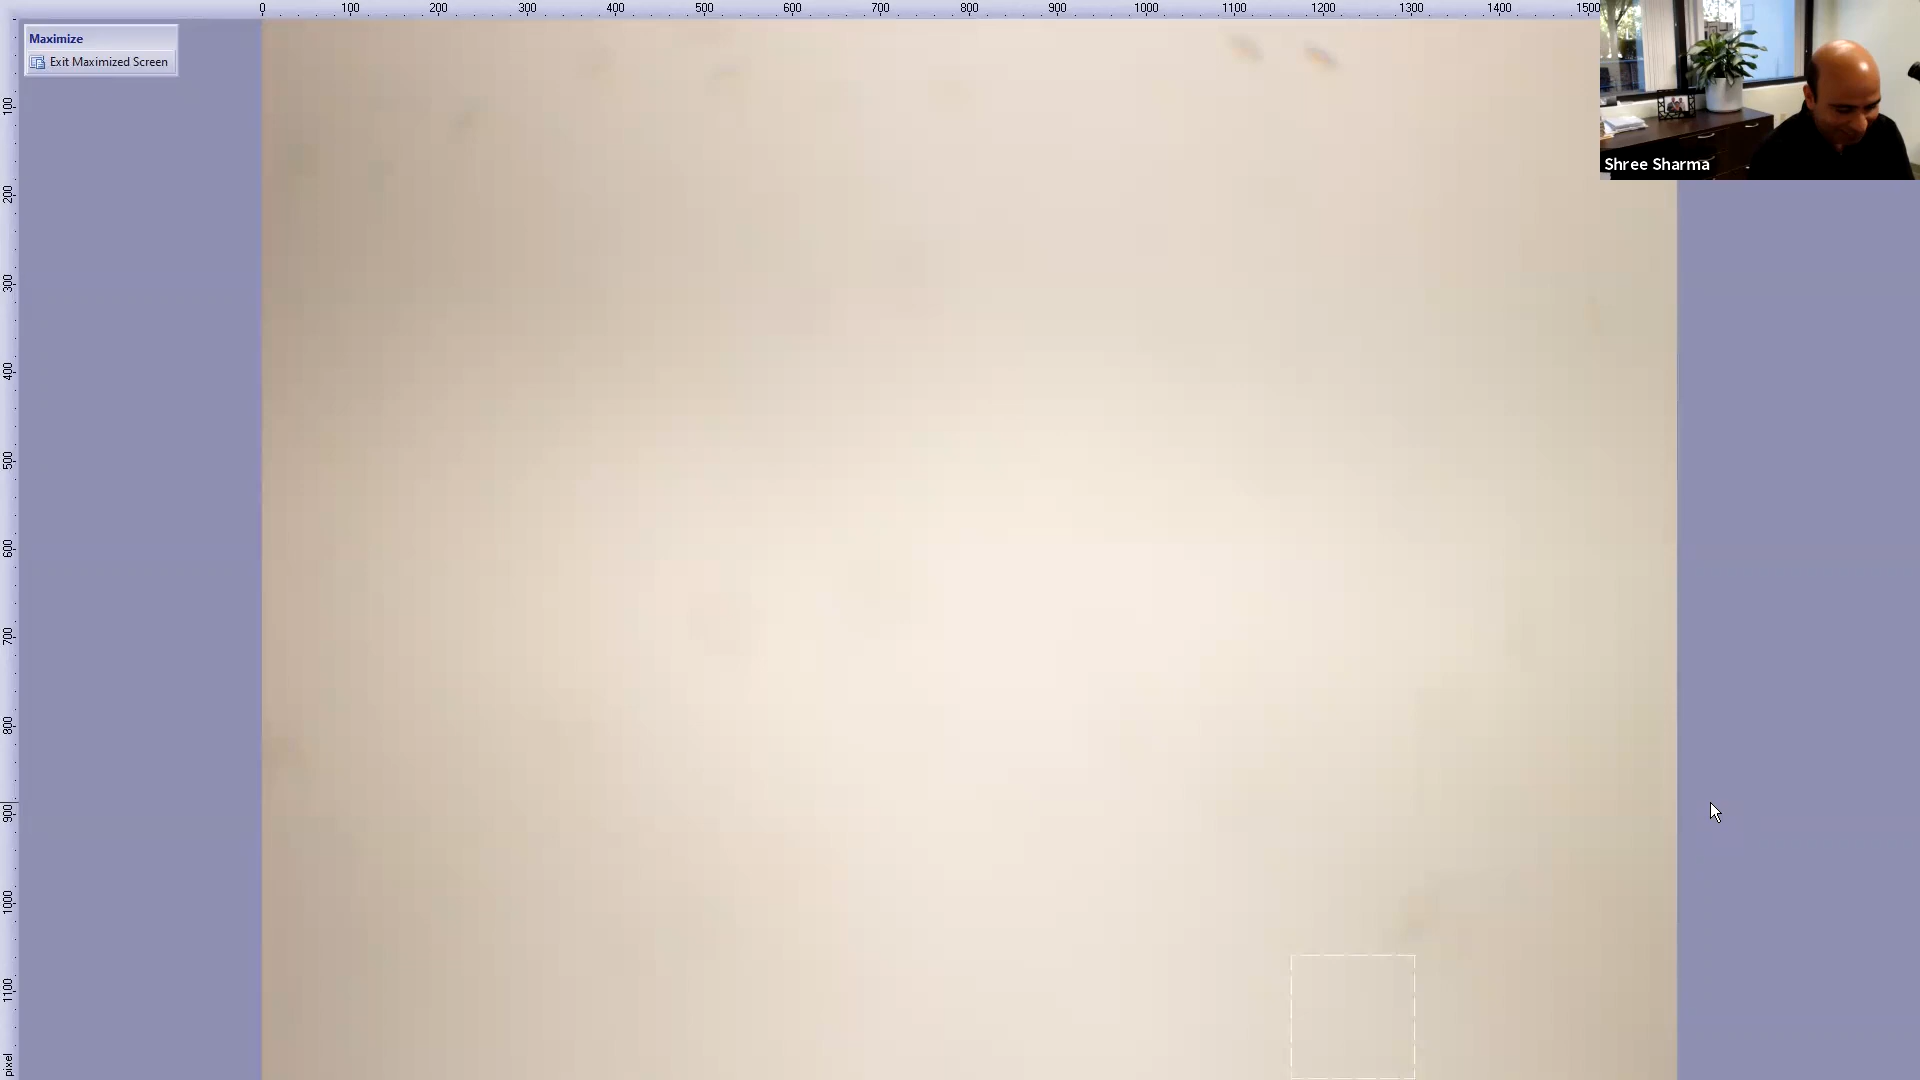 0 100 200 300 400 500 600 700 800 900 1000 1100 1200 1300 1400 1500
Maximize
Exit Maximized Screen
Shree Sharma
100
200
300
400
500
600
700
800
900
1000
1100
pixel